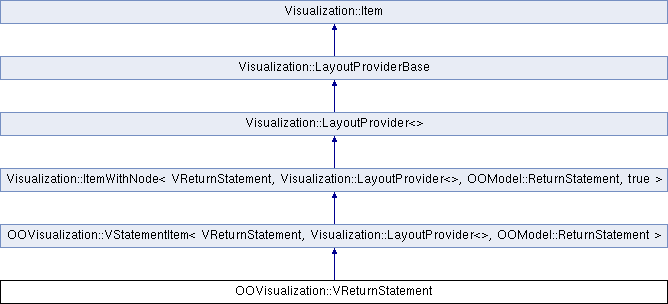 Visualization::Item
Visualization::LayoutProviderBase
Visualization::LayoutProvider<>
Visualization::ItemWithNode< VReturnStatement, Visualization::LayoutProvider<>, OOModel::ReturnStatement, true >
OOVisualization::VStatementItem< VReturnStatement, Visualization::LayoutProvider<>, OOModel::ReturnStatement >
OOVisualization::VReturnStatement